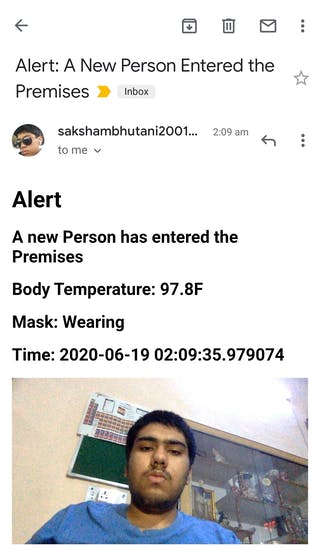 Alert: A New Person Entered the
Premises Inbox
sakshambhutani2001... 2:09 am
to me
Alert
A new Person has entered the
Premises
Body Temperature: 97.8F
Mask: Wearing
Time: 2020-06-19 02:09:35.979074